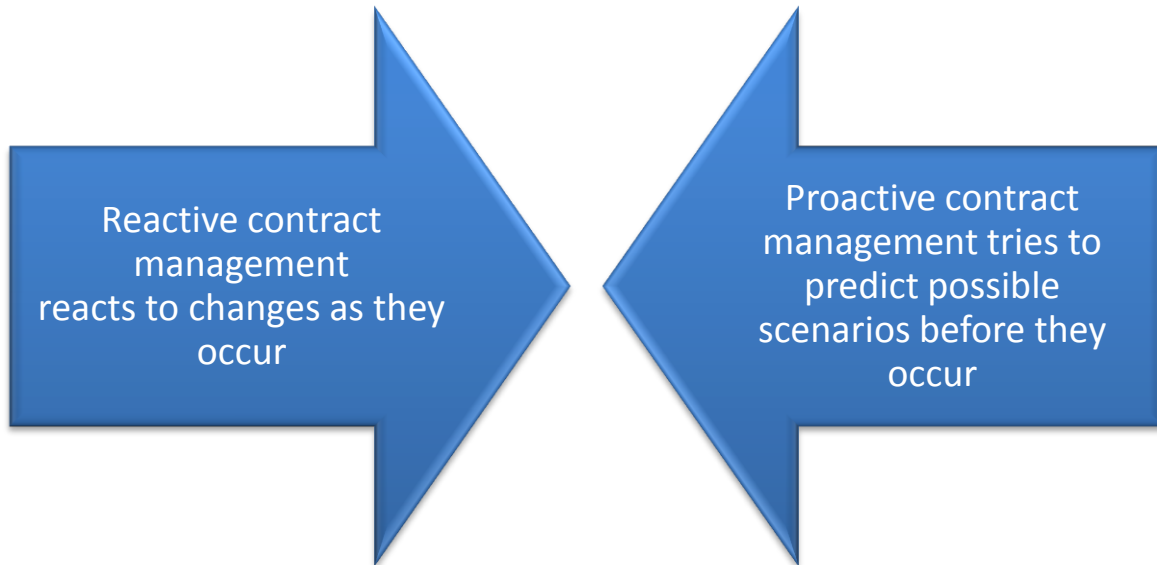 Reactive contract
management
reacts to changes as they
occur
Proactive contract
management tries to
predict possible
scenarios before they
occur